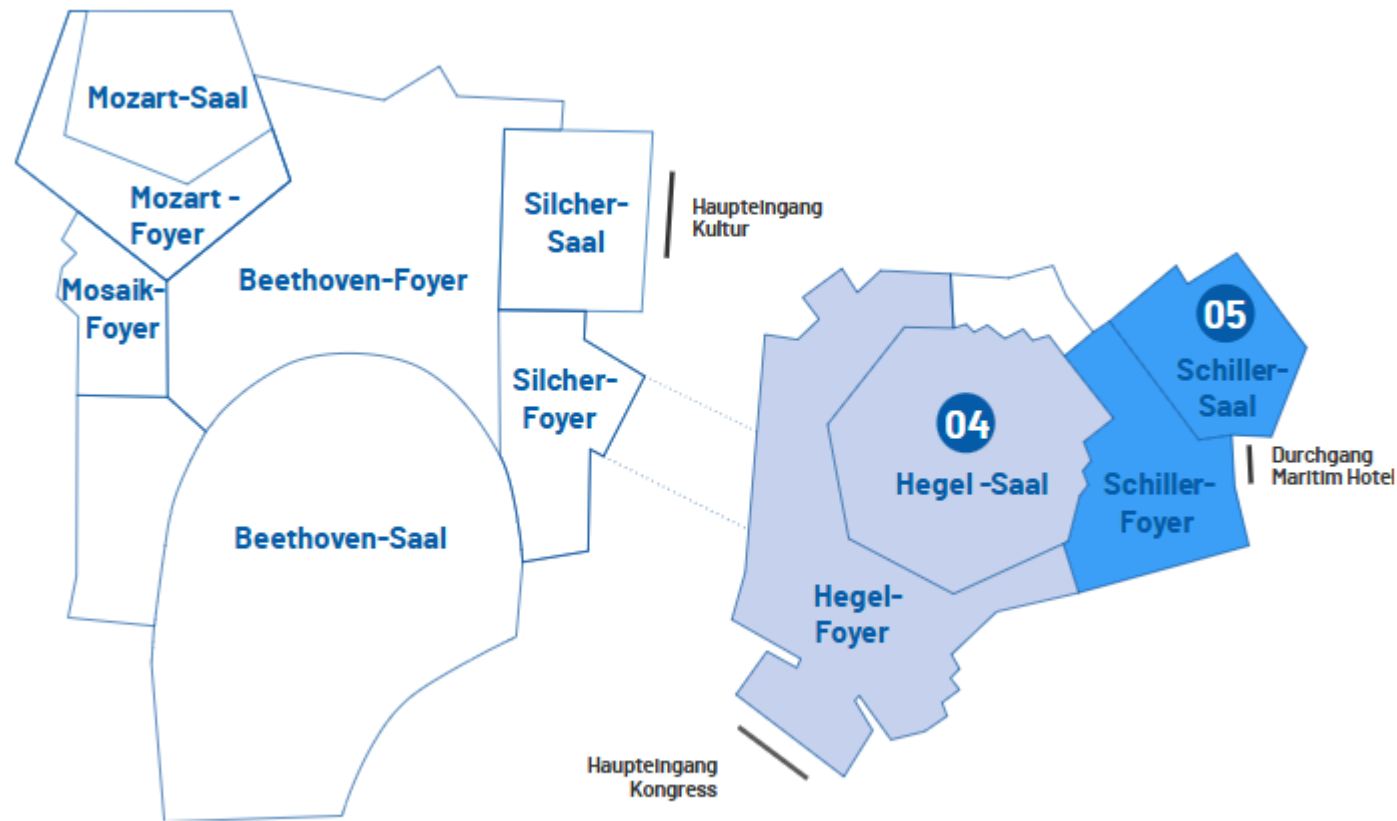 Mozart-Saal
Mozart -
Foyer
Mosaik-
Foyer
Beethoven-Foyer
Silcher-
Saal
Haupteingang
Kultur
Silcher-
Foyer
Beethoven-Saal
04
Hegel -Saal
Hegel-
Foyer
05
Schiller-
Saal
Schiller-
Foyer
Durchgang
Maritim Hotel
Haupteingang
Kongress